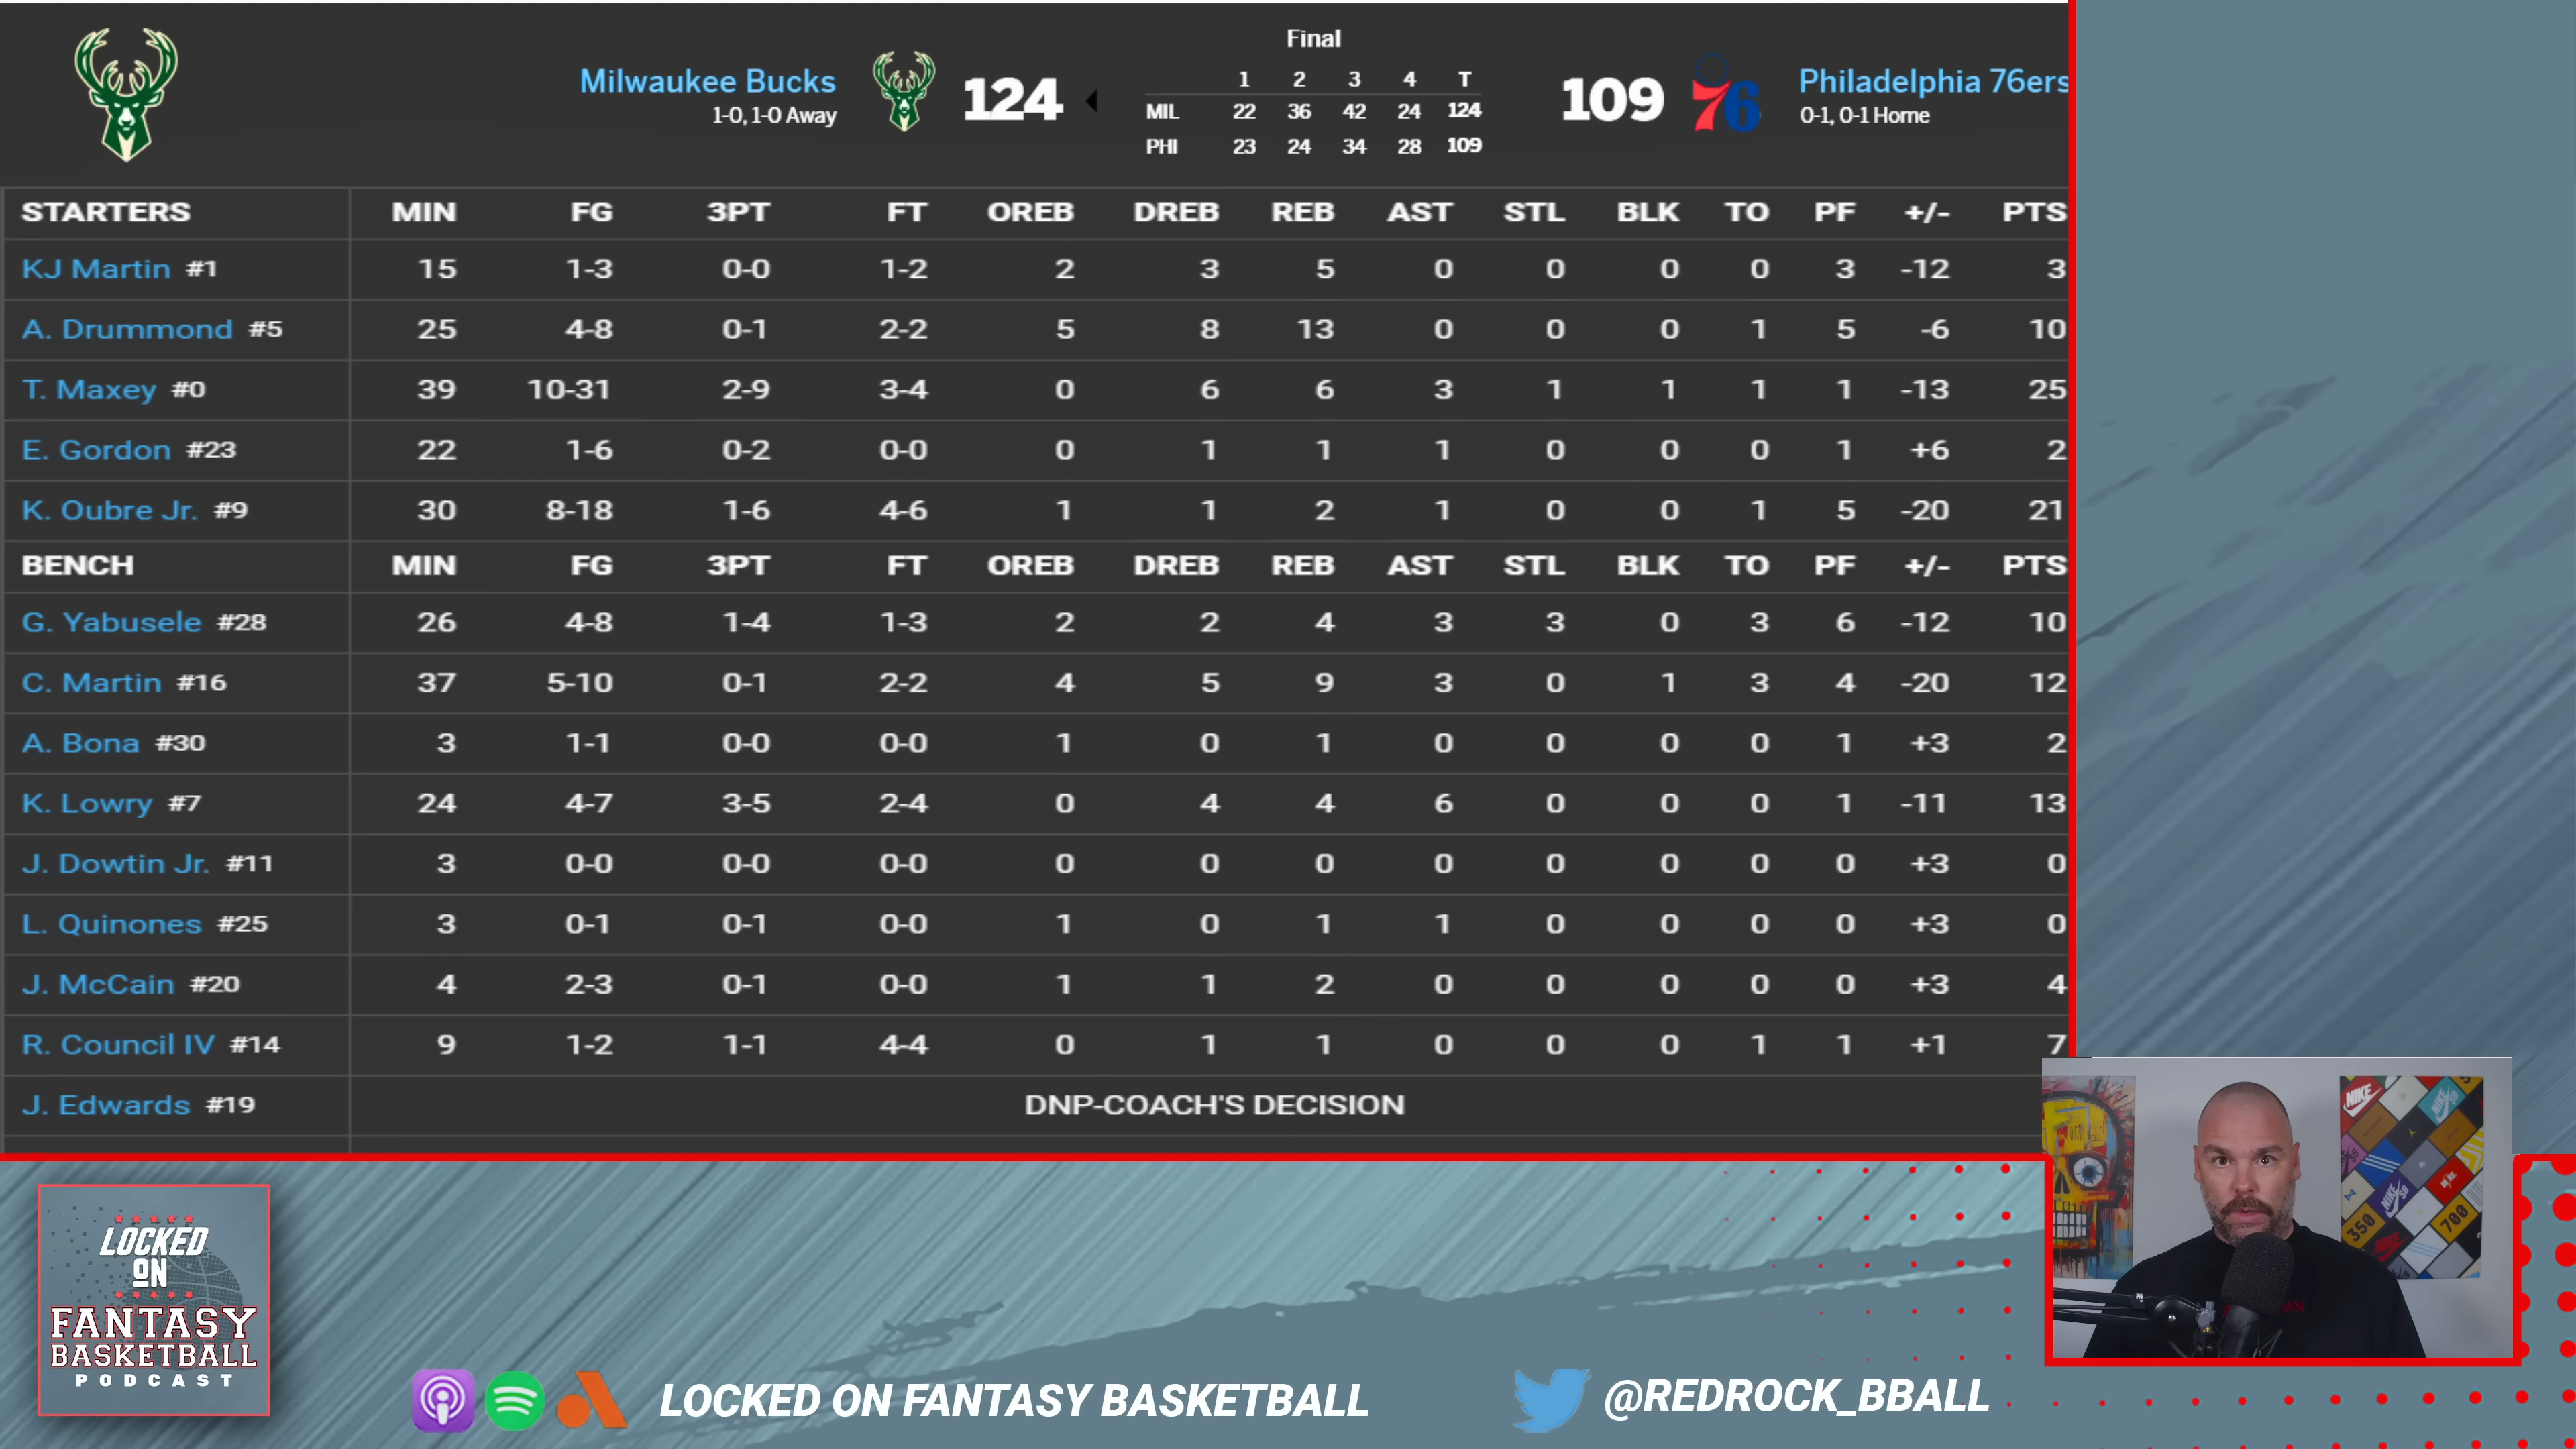 Final
Milwaukee Bucks 124 1 2 3 4 T 109 76 Philadelphia 76ers
1-0, 1-0 Away MIL 22 36 42 24 124 0-1, 0-1 Home
PHI 23 24 34 28 109
STARTERS MIN FG 3PT FT OREB DREB REB AST STL BLK TO PF +/- PTS
KJ Martin #1 15 1-3 0-0 1-2 2 3 5 0 0 0 0 3 -12 3
A. Drummond #5 25 4-8 0-1 2-2 5 8 13 0 0 0 1 5 -6 10
T. Maxey #0 39 10-31 2-9 3-4 0 6 6 3 1 1 1 1 -13 25
E. Gordon #23 22 1-6 0-2 0-0 0 1 1 1 0 0 0 1 +6 2
K. Oubre Jr. #9 30 8-18 1-6 4-6 1 1 2 1 0 0 1 5 -20 21
BENCH MIN FG 3PT FT OREB DREB REB AST STL BLK TO PF +/- PTS
G. Yabusele #28 26 4-8 1-4 1-3 2 2 4 3 3 0 3 6 -12 10
C. Martin #16 37 5-10 0-1 2-2 4 5 9 3 0 1 3 4 -20 12
A. Bona #30 3 1-1 0-0 0-0 1 0 1 0 0 0 0 1 +3 2
K. Lowry #7 24 4-7 3-5 2-4 0 4 4 6 0 0 0 1 -11 13
J. Dowtin Jr. #11 3 0-0 0-0 0-0 0 0 0 0 0 0 0 0 +3 0
L. Quinones #25 3 0-1 0-1 0-0 1 0 1 1 0 0 0 0 +3 0
J. McCain #20 4 2-3 0-1 0-0 1 1 2 0 0 0 0 0 +3 4
R. Council IV #14 9 1-2 1-1 4-4 0 1 1 0 0 0 1 1 +1 7
J. Edwards #19 DNP-COACH'S DECISION
NIKE
NIKE
350
700
LOCKED
ON
FANTASY
BASKETBALL
PODCAST
LOCKED ON FANTASY BASKETBALL
@REDROCK_BBALL